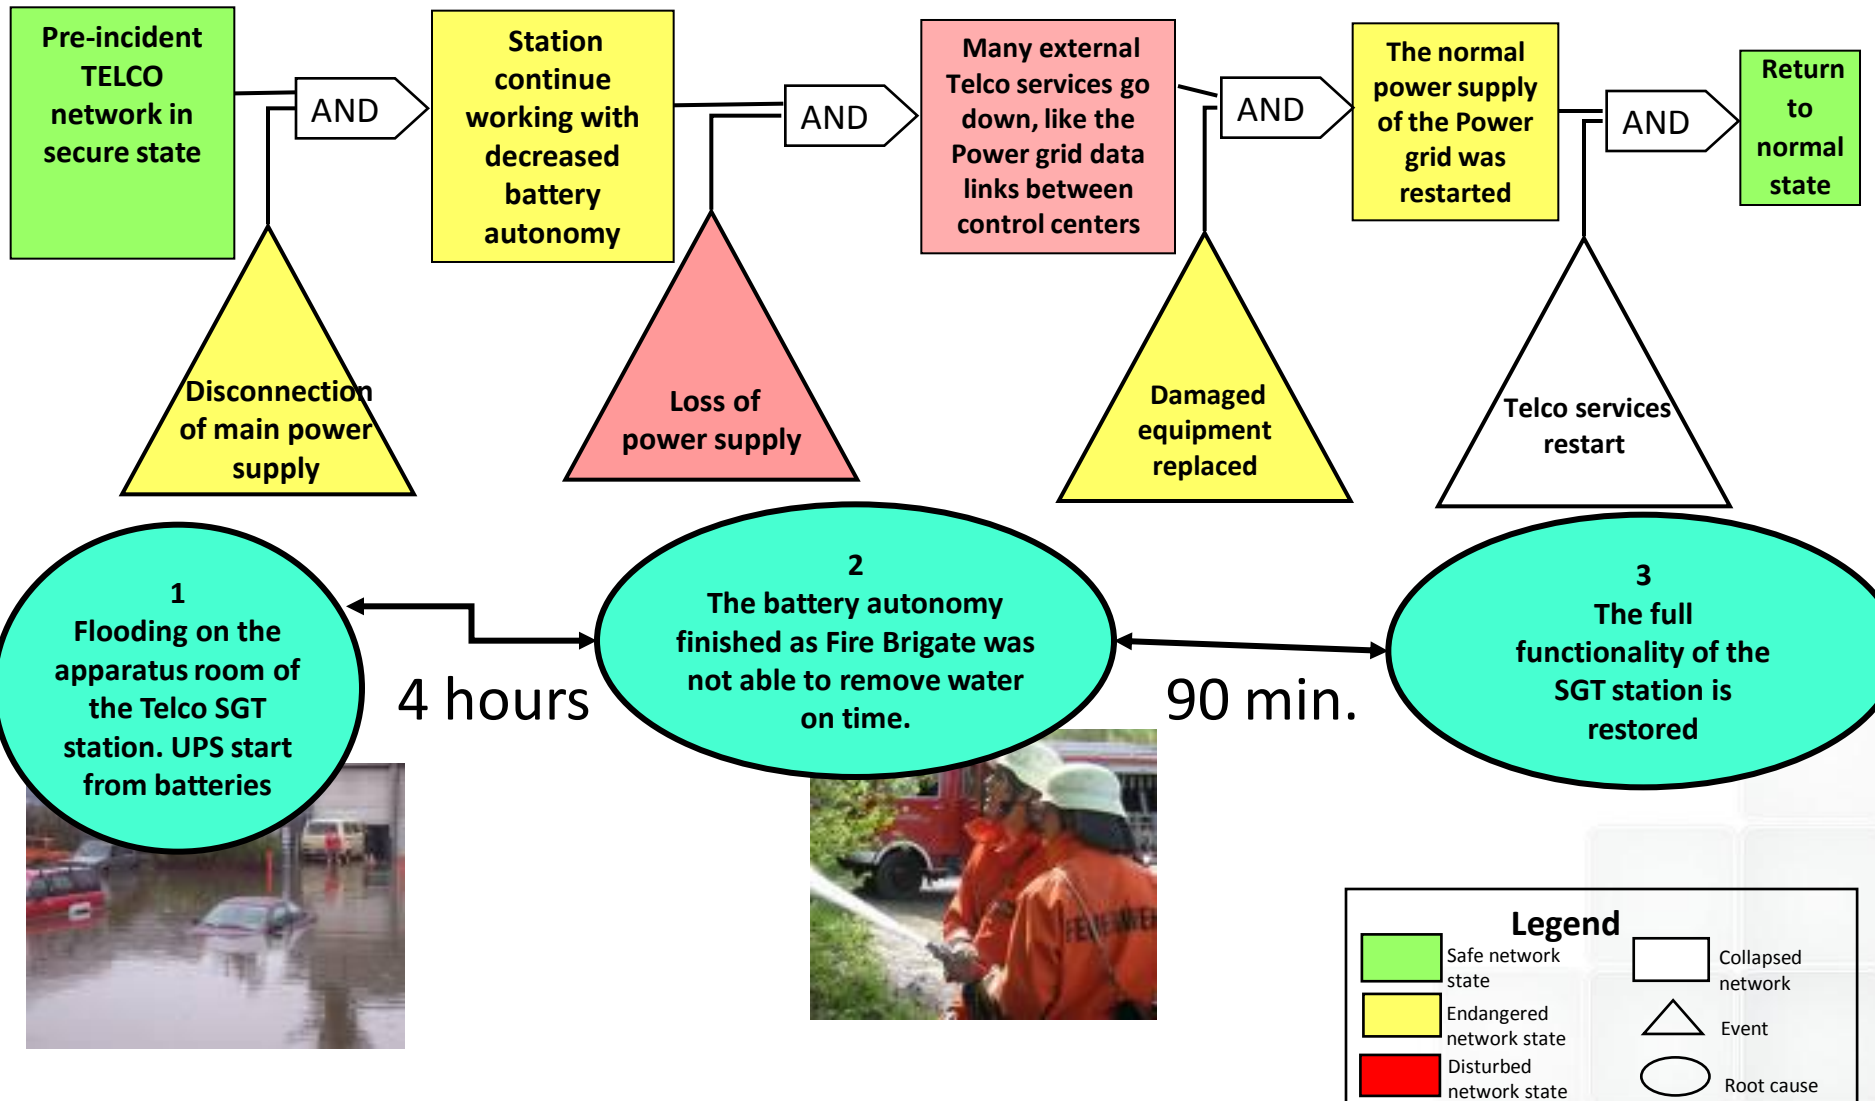 Pre-incident
TELCO
network in
secure state
AND
Station
continue
working with
decreased
battery
autonomy
AND
Many external
Telco services go
down, like the
Power grid data
links between
control centers
AND
The normal
power supply
of the Power
grid was
restarted
AND
Return
to
normal
state
Disconnection
of main power
supply
Loss of
power supply
Damaged
equipment
replaced
Telco services
restart
1
Flooding on the
apparatus room of
the Telco SGT
station. UPS start
from batteries
4 hours
2
The battery autonomy
finished as Fire Brigate was
not able to remove water
on time.
90 min.
3
The full
functionality of the
SGT station is
restored
FEUERWEHR
Legend
Safe network
state
Collapsed
network
Endangered
network state
Event
Disturbed
network state
Root cause